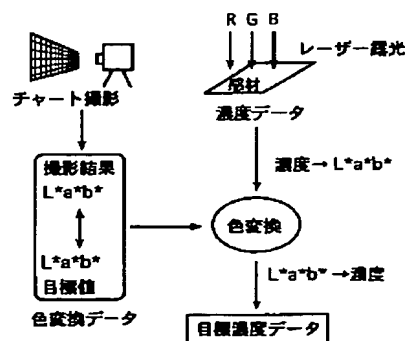 R G B
レーザー露光
チャート撮影
濃度データ
撮影結果
L*a*b*
濃度→ L*a*b*
色変換
L*a*b*
目標値
L*a*b* →濃度
色変換データ
目標濃度データ